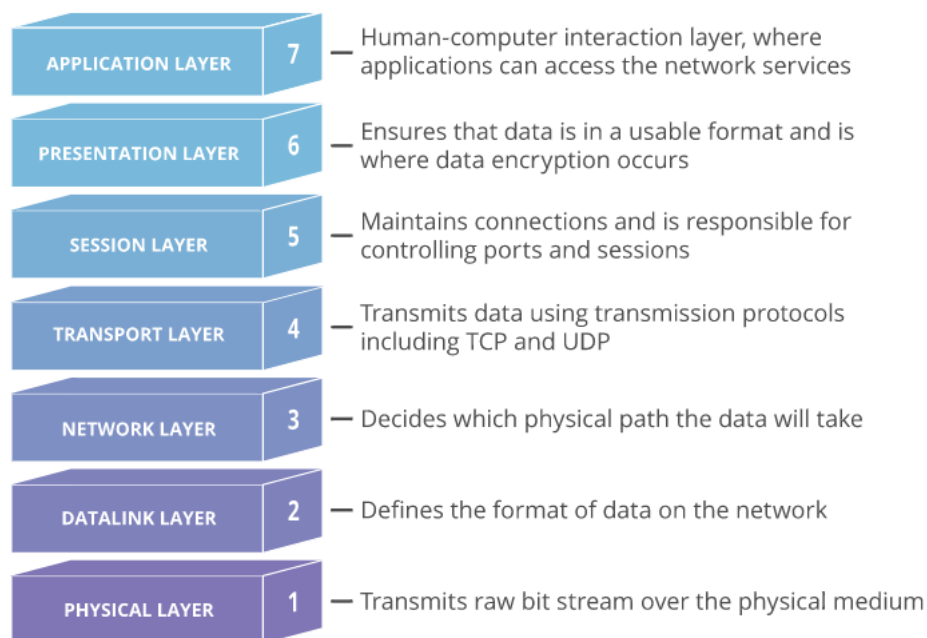 APPLICATION LAYER
7
Human-computer interaction layer, where
applications can access the network services
PRESENTATION LAYER
6
Ensures that data is in a usable format and is
where data encryption occurs
SESSION LAYER
5
Maintains connections and is responsible for
controlling ports and sessions
TRANSPORT LAYER
4
Transmits data using transmission protocols
including TCP and UDP
NETWORK LAYER
3
Decides which physical path the data will take
DATALINK LAYER
2
Defines the format of data on the network
PHYSICAL LAYER
1
Transmits raw bit stream over the physical medium